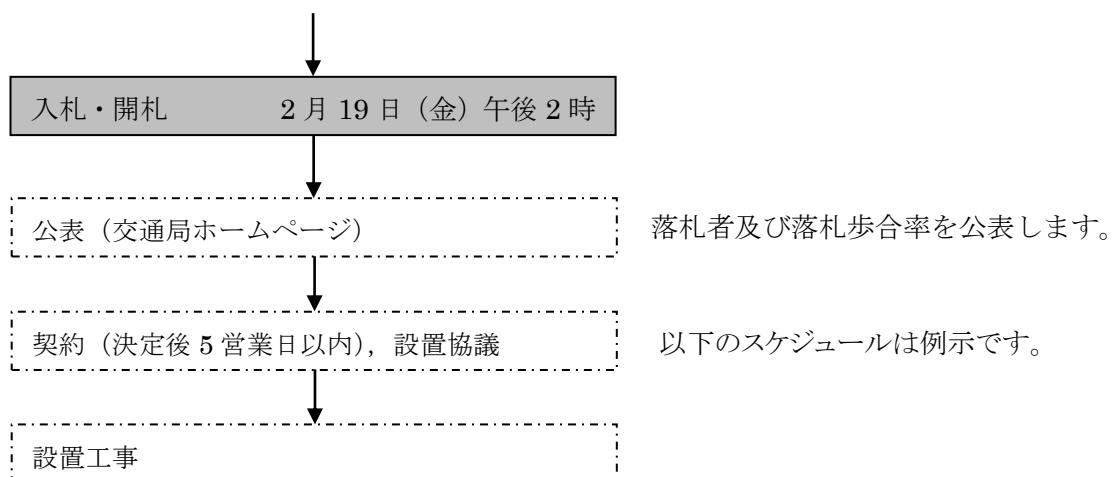 入札・開札　　　2 月 19 日（金）午後 2 時
公表（交通局ホームページ）
落札者及び落札歩合率を公表します。
契約（決定後 5 営業日以内），設置協議
以下のスケジュールは例示です。
設置工事